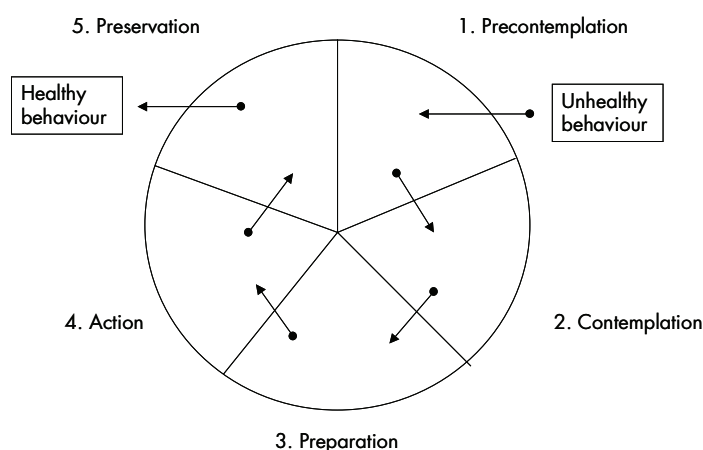 5. Preservation
1. Precontemplation
Healthy
behaviour
Unhealthy
behaviour
4. Action
2. Contemplation
3. Preparation